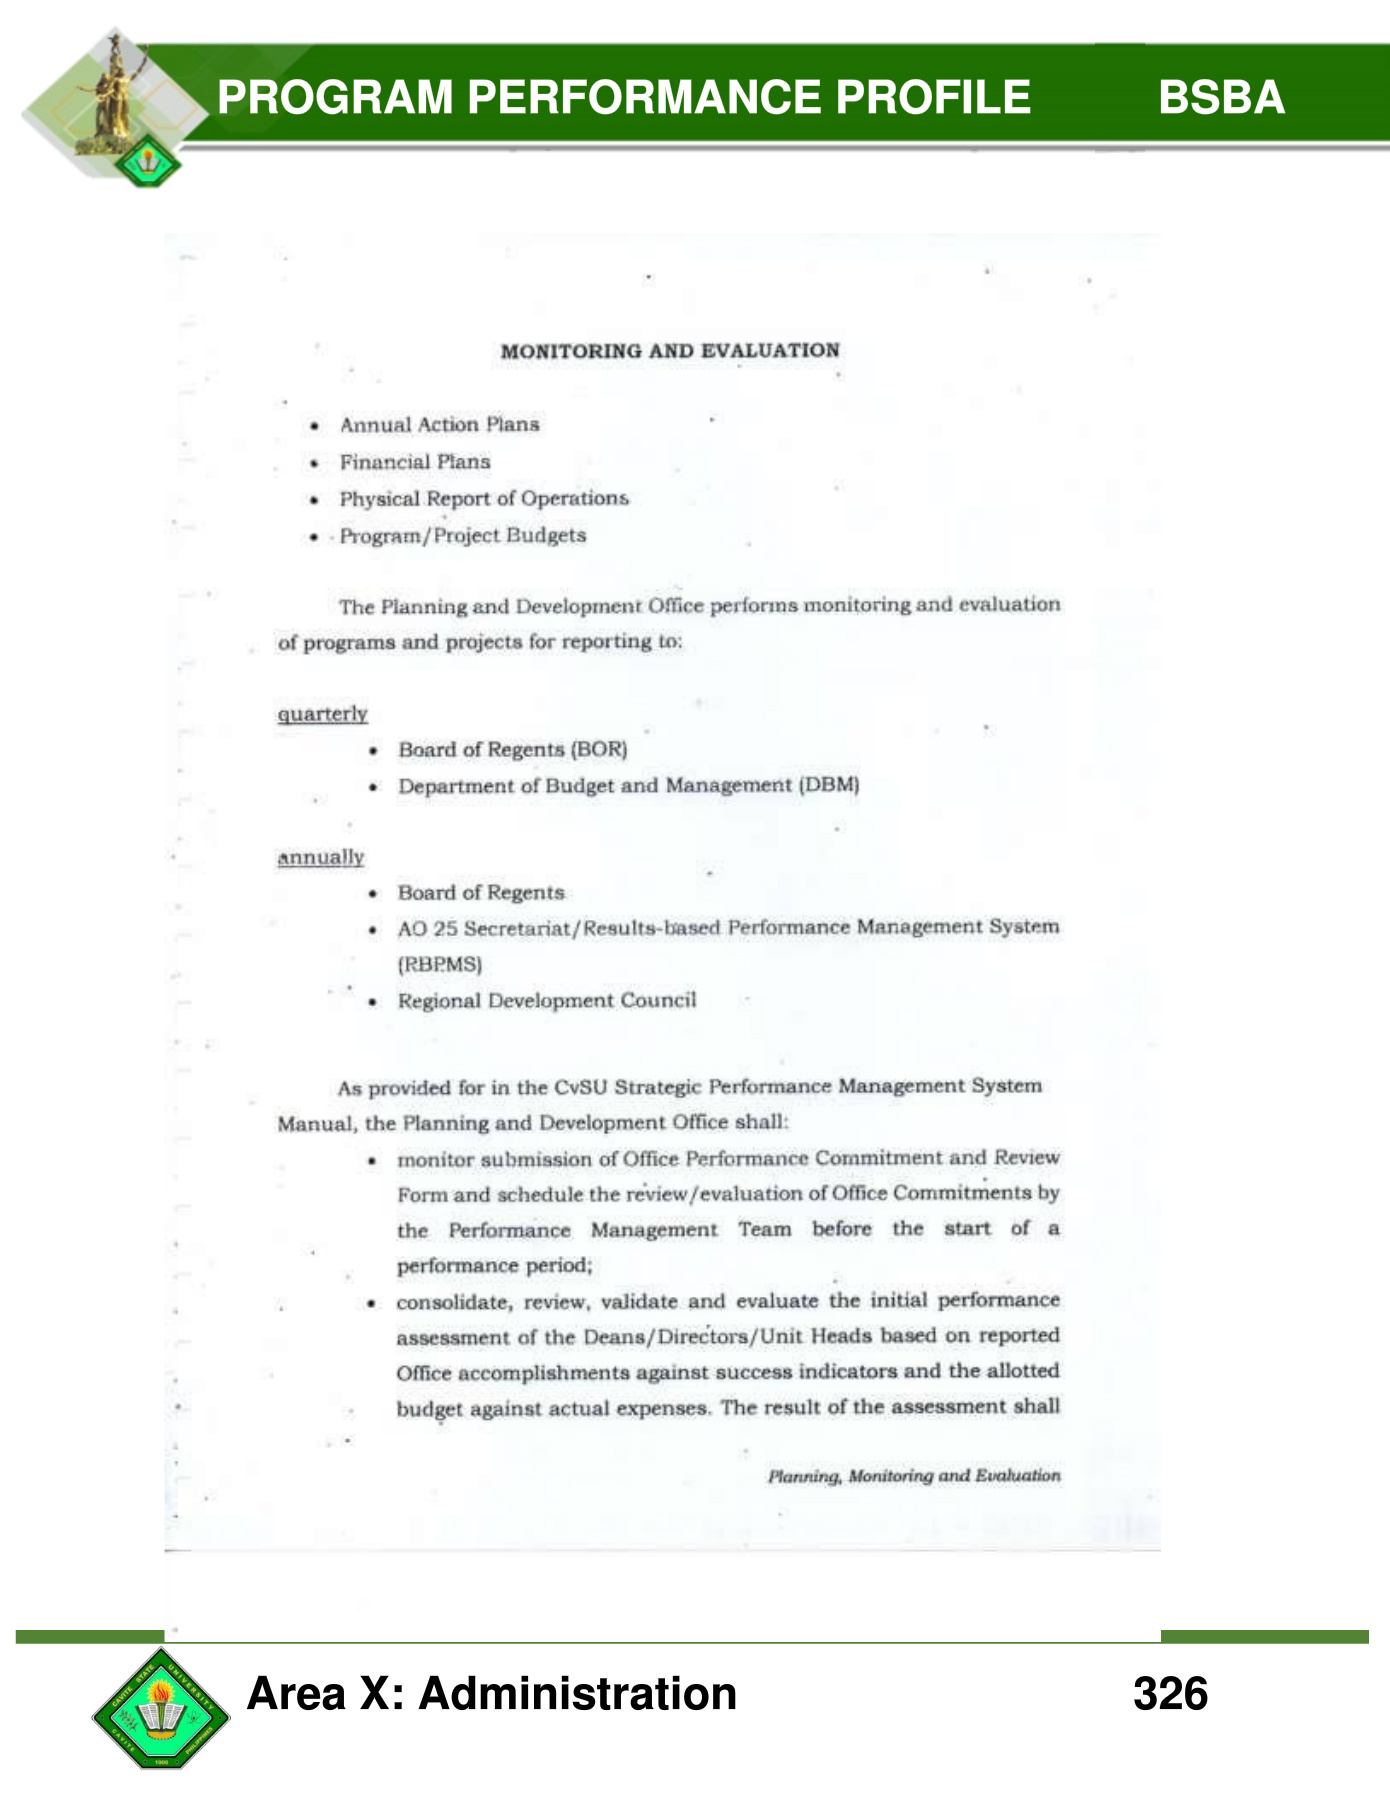 PROGRAM PERFORMANCE PROFILE BSBA
MONITORING AND EVALUATION
• Annual Action Plans
• Financial Plans
• Physical Report of Operations
• Program/Project Budgets
The Planning and Development Office performs monitoring and evaluation
of programs and projects for reporting to:
quarterly
• Board of Regents (BOR)
• Department of Budget and Management (DBM)
annually
• Board of Regents
• AO 25 Secretariat/Results-based Performance Management System
(RBPMS)
• Regional Development Council
As provided for in the CvSU Strategic Performance Management System
Manual, the Planning and Development Office shall:
• monitor submission of Office Performance Commitment and Review
Form and schedule the review/evaluation of Office Commitments by
the Performance Management Team before the start of a
performance period;
• consolidate, review, validate and evaluate the initial performance
assessment of the Deans/Directors/Unit Heads based on reported
Office accomplishments against success indicators and the allotted
budget against actual expenses. The result of the assessment shall
Planning, Monitoring and Evaluation
CAVITE STATE UNIVERSITY
CAVITE 1906 PHILIPPINES
Area X: Administration 326